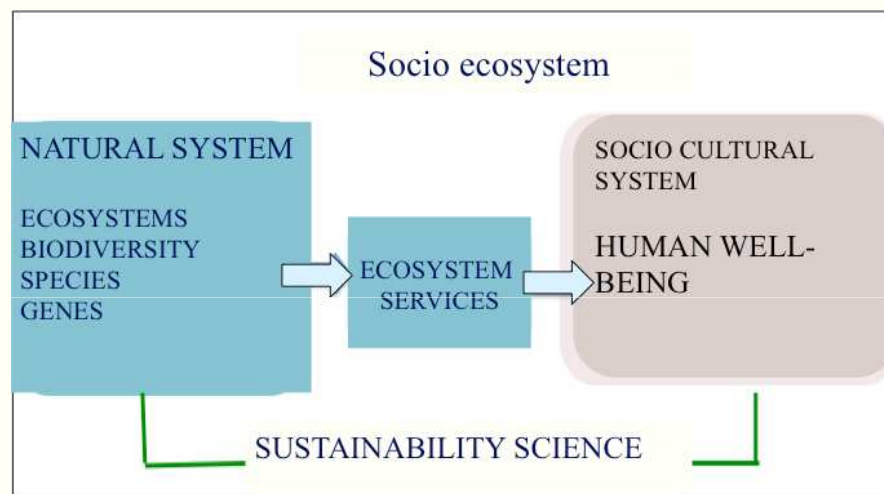 Socio ecosystem
NATURAL SYSTEM
ECOSYSTEMS
BIODIVERSITY
SPECIES
GENES
ECOSYSTEM
SERVICES
SOCIO CULTURAL
SYSTEM
HUMAN WELL-
BEING
SUSTAINABILITY SCIENCE